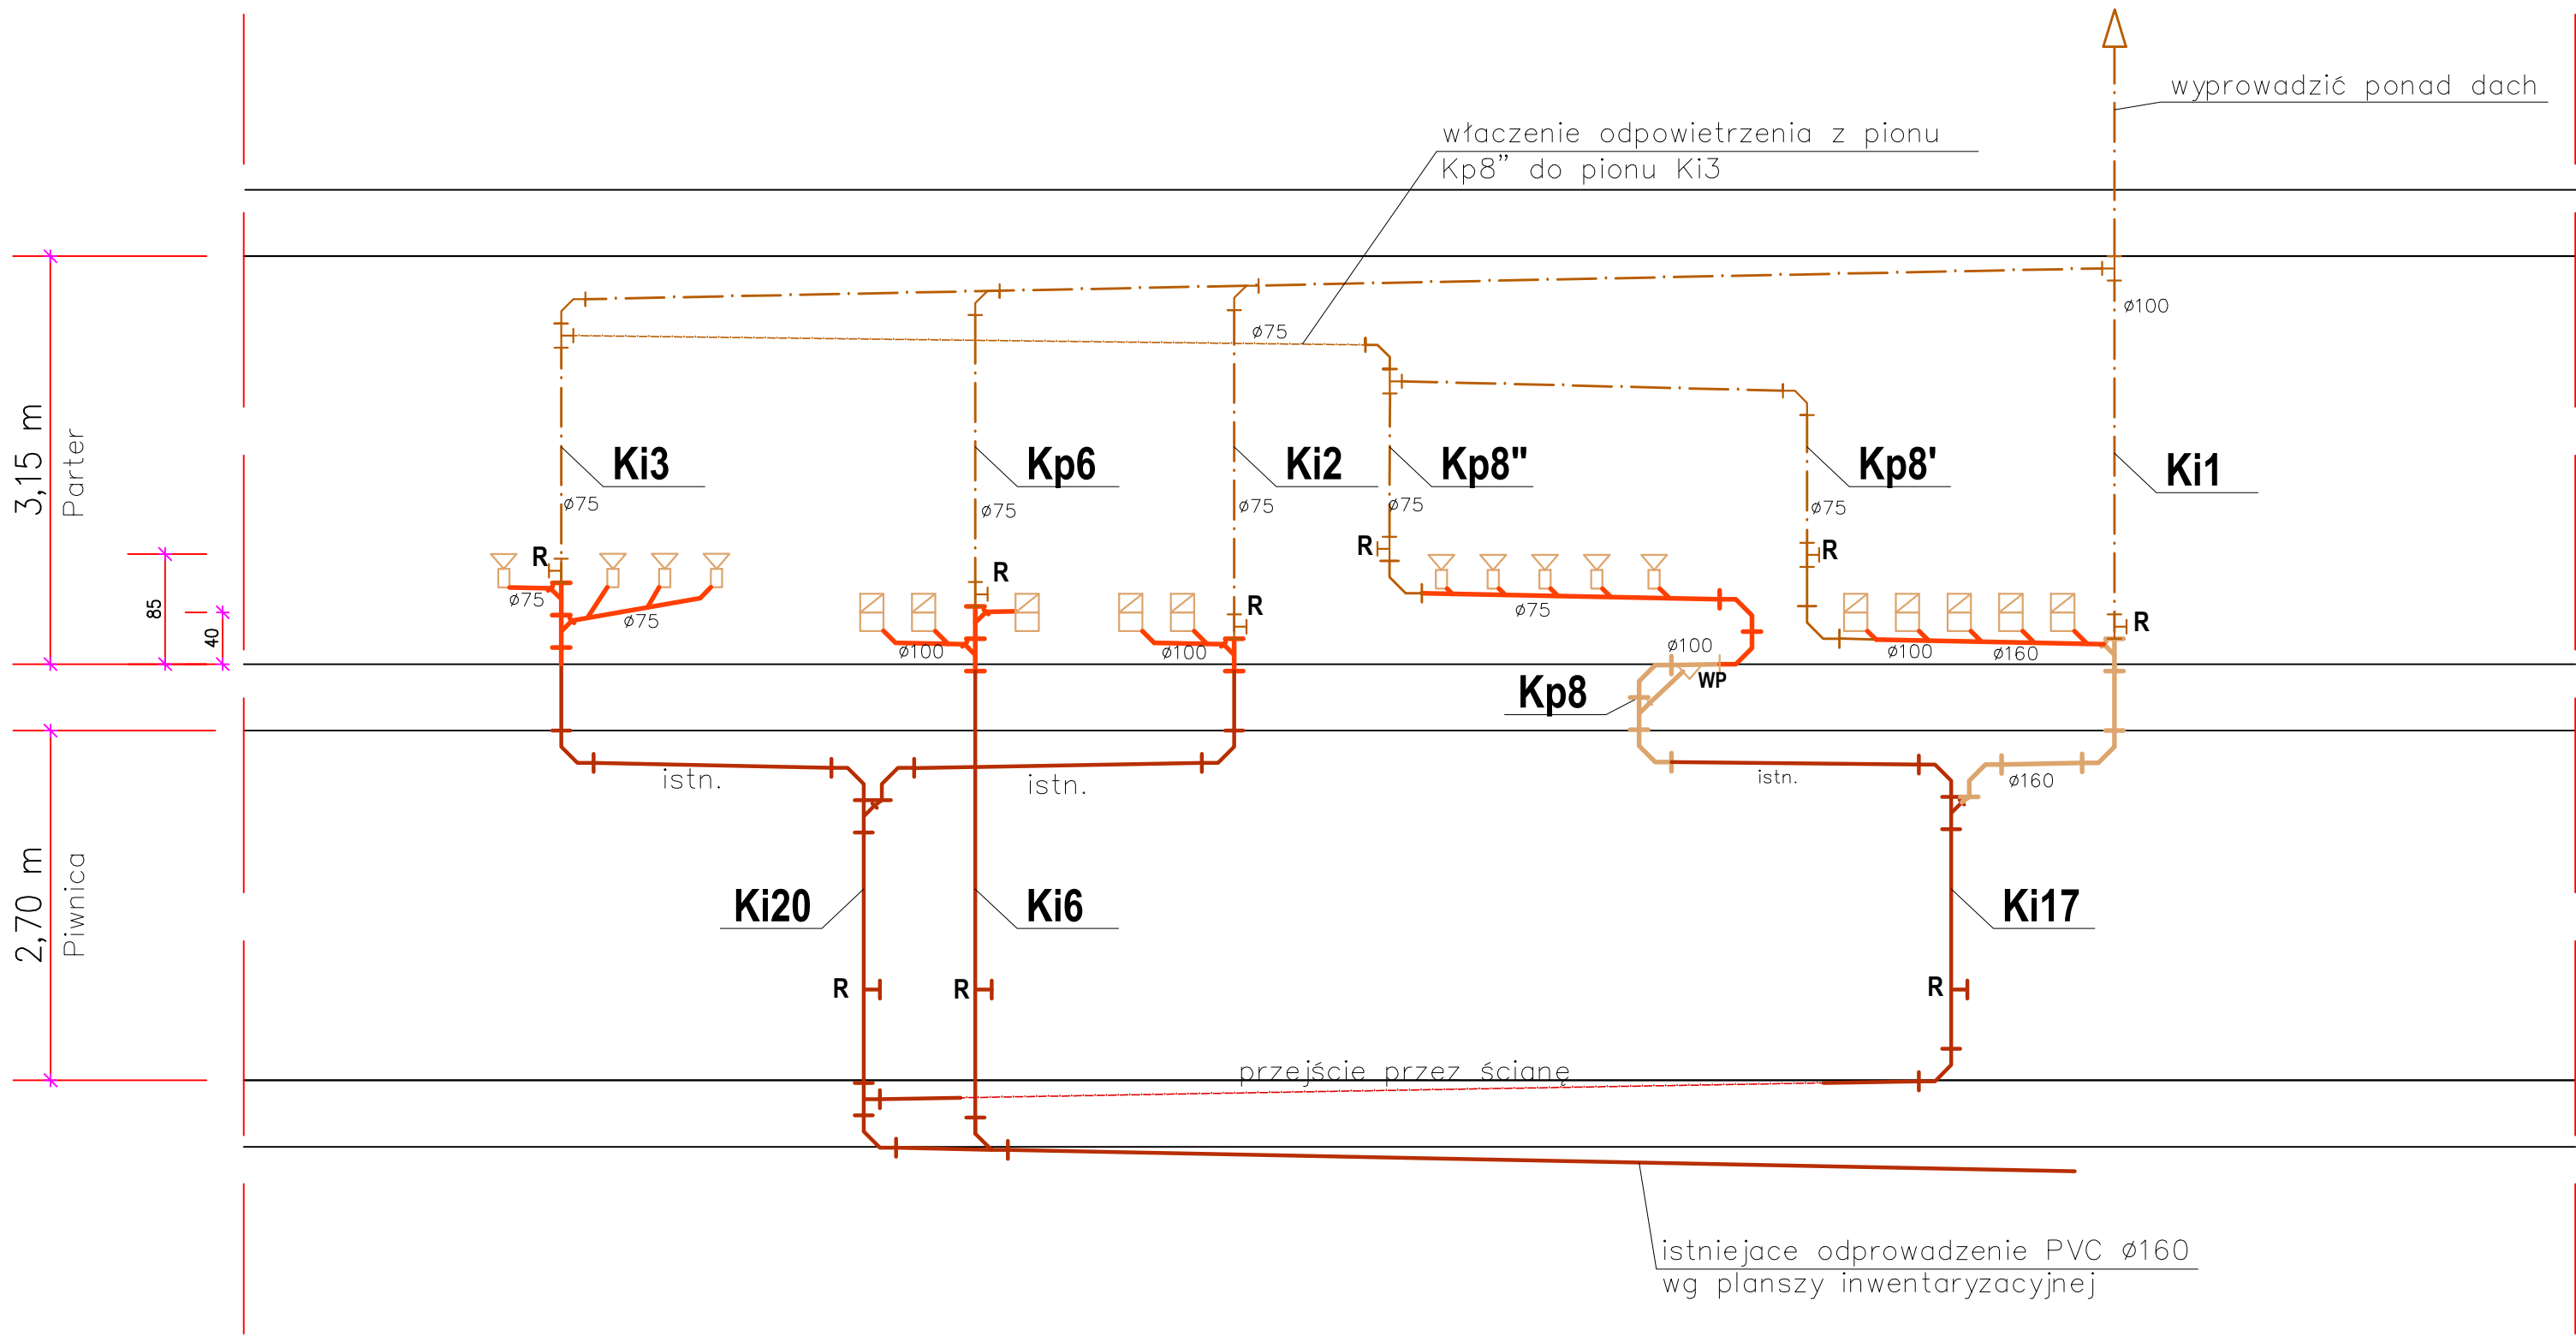 wyprowadzić ponad dach
właczenie odpowietrzenia z pionu
Kp8” do pionu Ki3
ø100
ø75
3,15 m
Parter
Ki3
Kp6
Ki2
Kp8"
Kp8'
Ki1
ø75
ø75
ø75
ø75
ø75
R
R
R
R
R
R
85
40
ø75
ø75
ø100
ø100
ø75
ø100
ø100
ø160
Kp8
WP
istn.
istn.
istn.
ø160
2,70 m
Piwnica
Ki20
Ki6
Ki17
R
R
R
przejście przez ścianę
istniejace odprowadzenie PVC ø160
wg planszy inwentaryzacyjnej